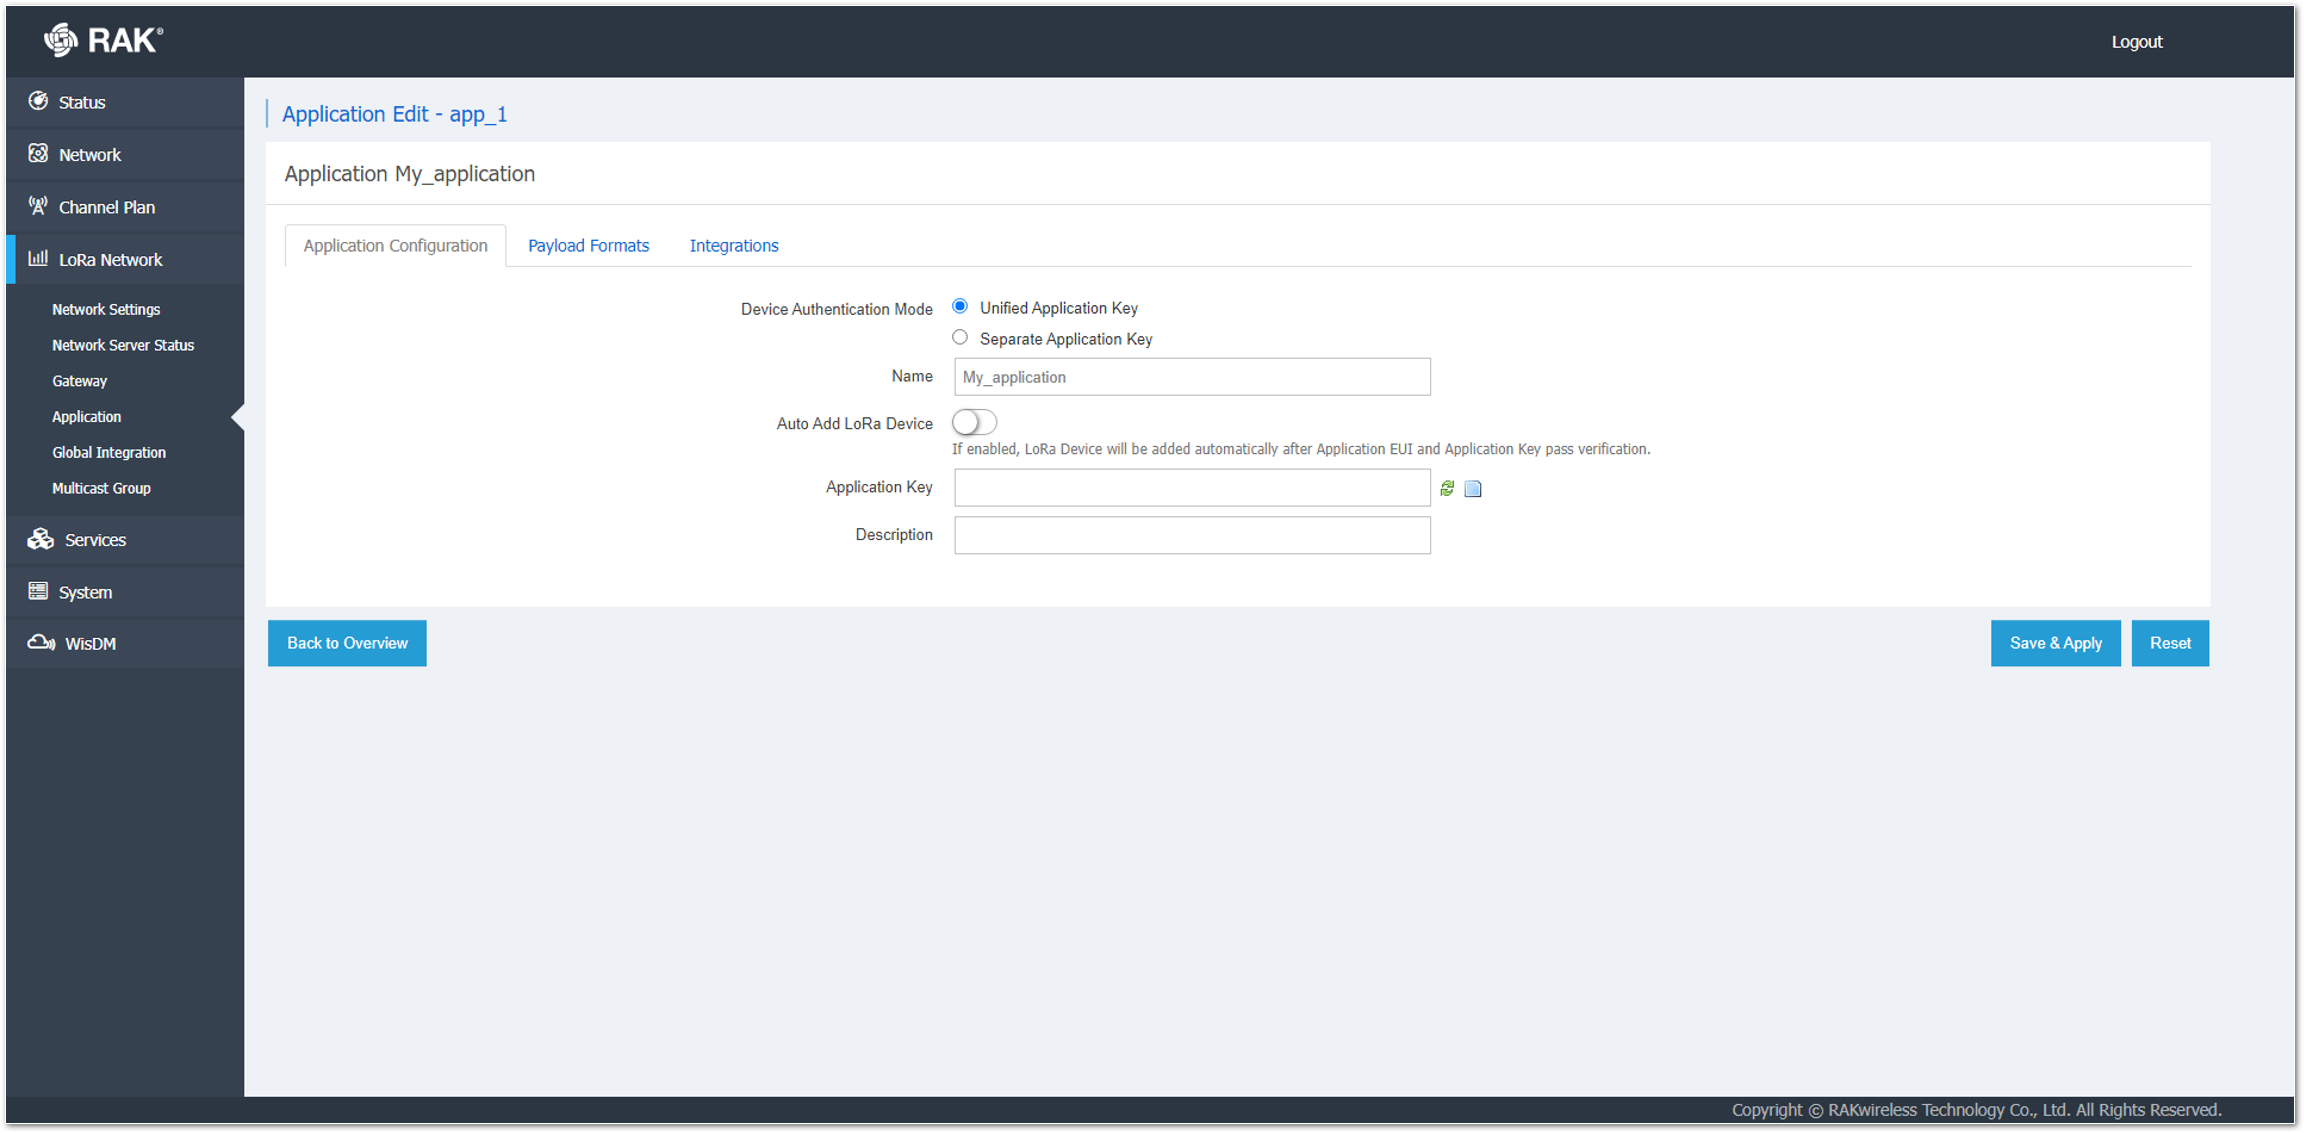 RAK®
Logout
Status
Network
Channel Plan
LoRa Network
Network Settings
Network Server Status
Gateway
Application
Global Integration
Multicast Group
Services
System
WisDM
Application Edit - app_1
Application My_application
Application Configuration
Payload Formats
Integrations
Device Authentication Mode
Unified Application Key
Separate Application Key
Name
My_application
Auto Add LoRa Device
If enabled, LoRa Device will be added automatically after Application EUI and Application Key pass verification.
Application Key
Description
Back to Overview
Save & Apply
Reset
Copyright © RAKwireless Technology Co., Ltd. All Rights Reserved.